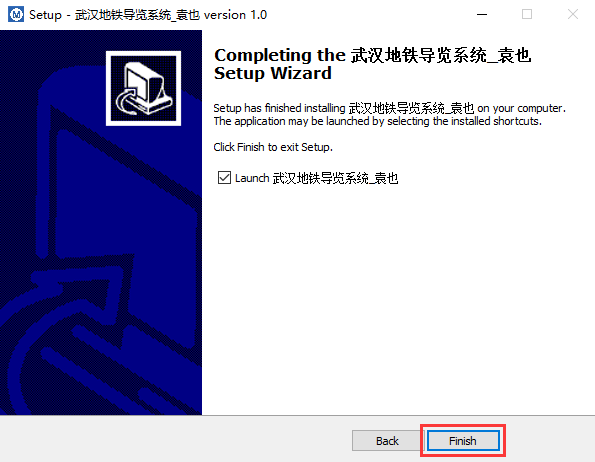 Setup - 武汉地铁导览系统_袁也 version 1.0
Completing the 武汉地铁导览系统_袁也
Setup Wizard
Setup has finished installing 武汉地铁导览系统_袁也 on your computer.
The application may be launched by selecting the installed shortcuts.
Click Finish to exit Setup.
Launch 武汉地铁导览系统_袁也
Back
Finish